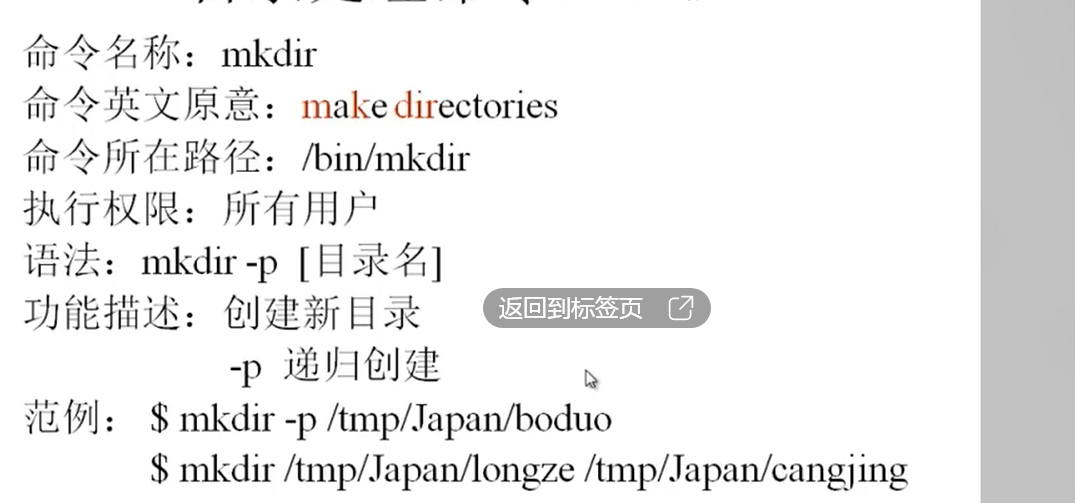 命令名称：mkdir
命令英文原意：make directories
命令所在路径：/bin/mkdir
执行权限：所有用户
语法：mkdir -p [目录名]
功能描述：创建新目录
返回到标签页
-p 递归创建
范例： $ mkdir -p /tmp/Japan/boduo
$ mkdir /tmp/Japan/longze /tmp/Japan/cangjing